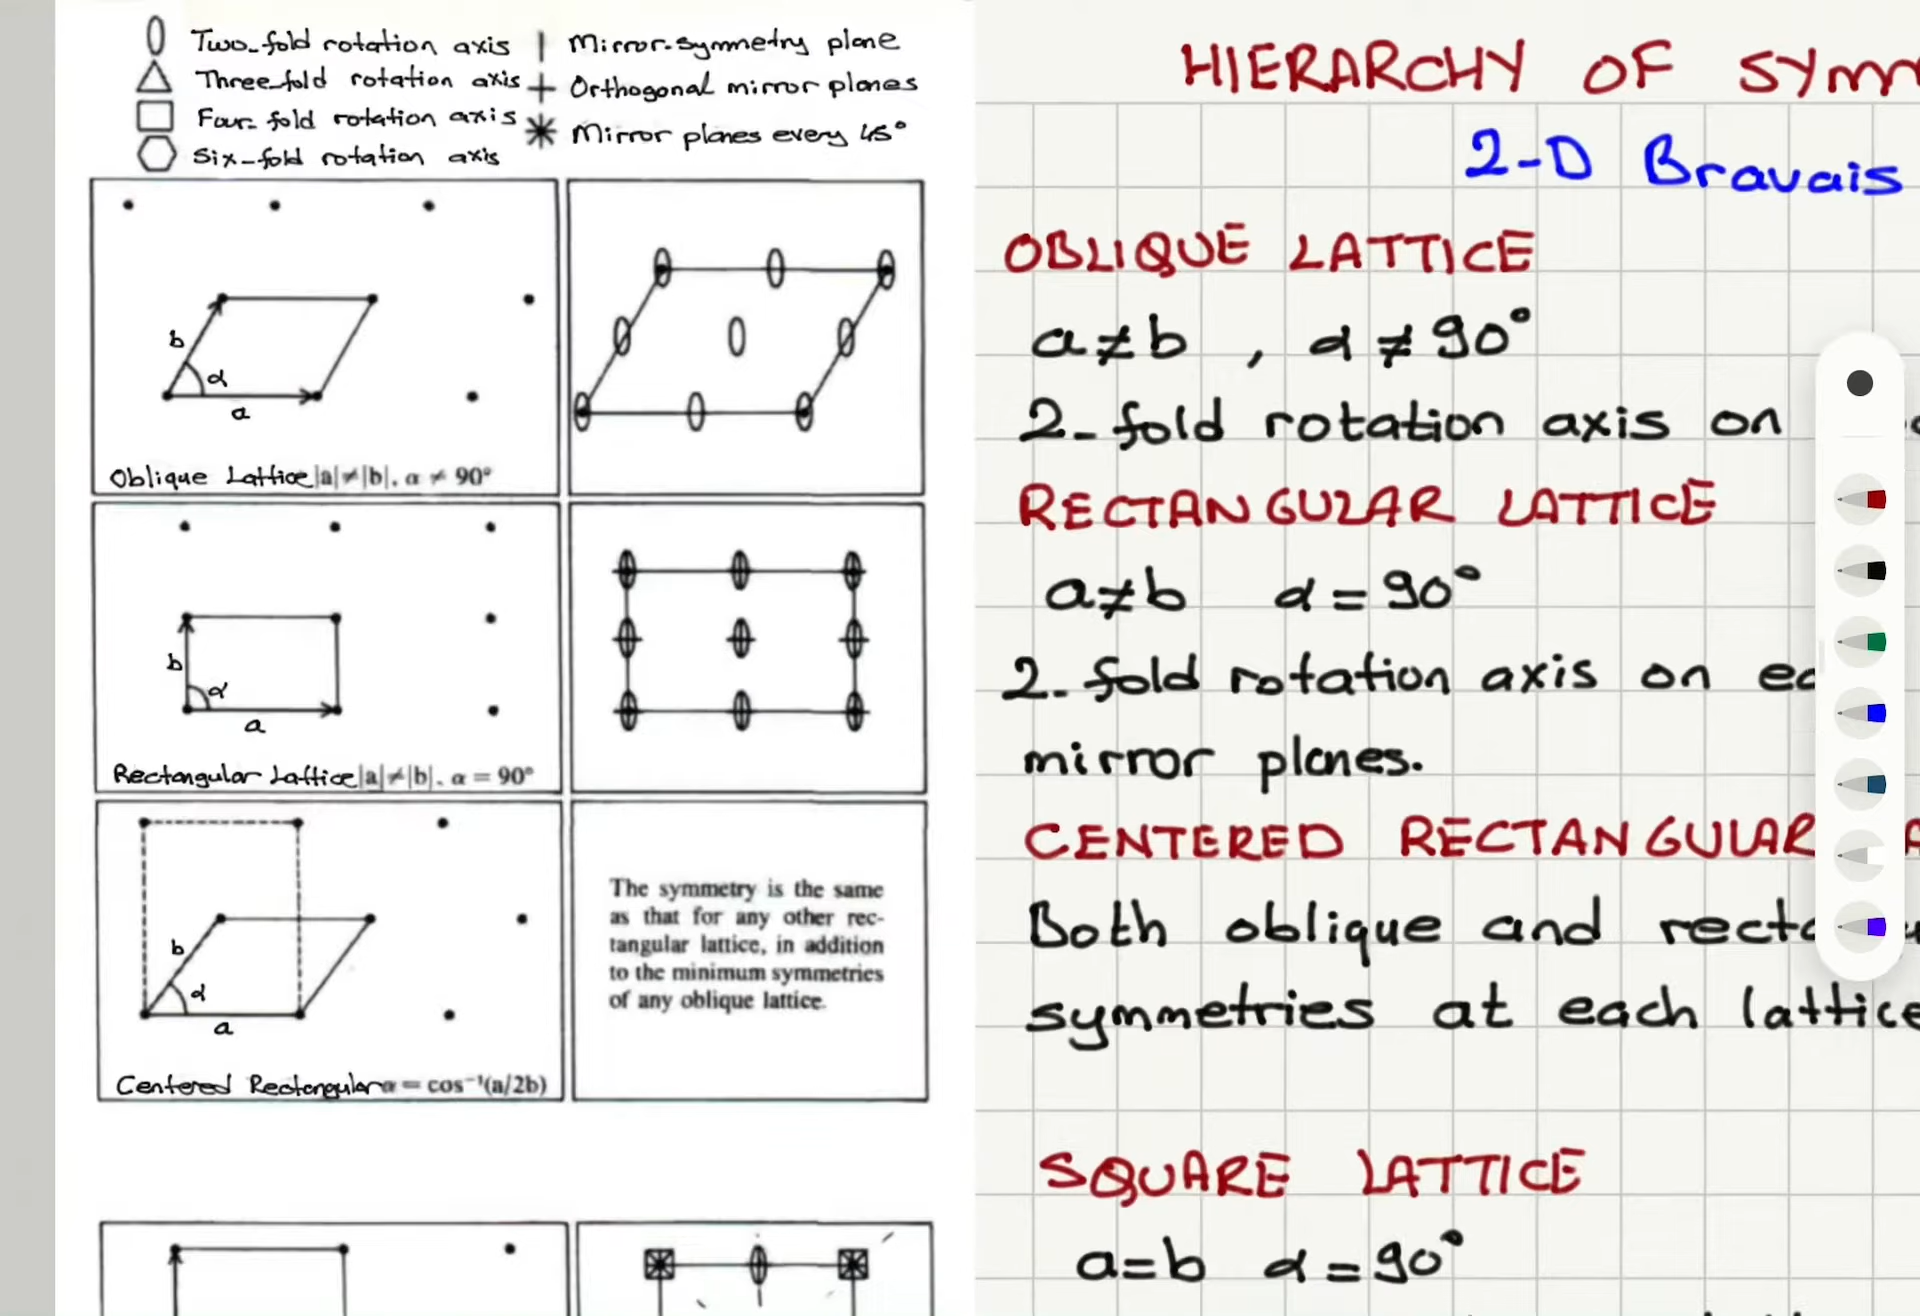 Two-fold rotation axis
Three-fold rotation axis
Four-fold rotation axis
Six-fold rotation axis
Mirror-symmetry plane
Orthogonal mirror planes
Mirror planes every 45°
b
α
a
Oblique Lattice |a|≠|b|, α ≠ 90°
b
α
a
Rectangular Lattice |a|≠|b|, α = 90°
b
α
a
Centered Rectangular α = cos⁻¹(a/2b)
The symmetry is the same
as that for any other rec-
tangular lattice, in addition
to the minimum symmetries
of any oblique lattice.
HIERARCHY OF SYMM
2-D Bravais
OBLIQUE LATTICE
a≠b , α ≠ 90°
2-fold rotation axis on
RECTANGULAR LATTICE
a≠b α = 90°
2-fold rotation axis on
mirror planes.
CENTERED RECTANGULAR
Both oblique and
symmetries at each lattice
SQUARE LATTICE
a=b α = 90°